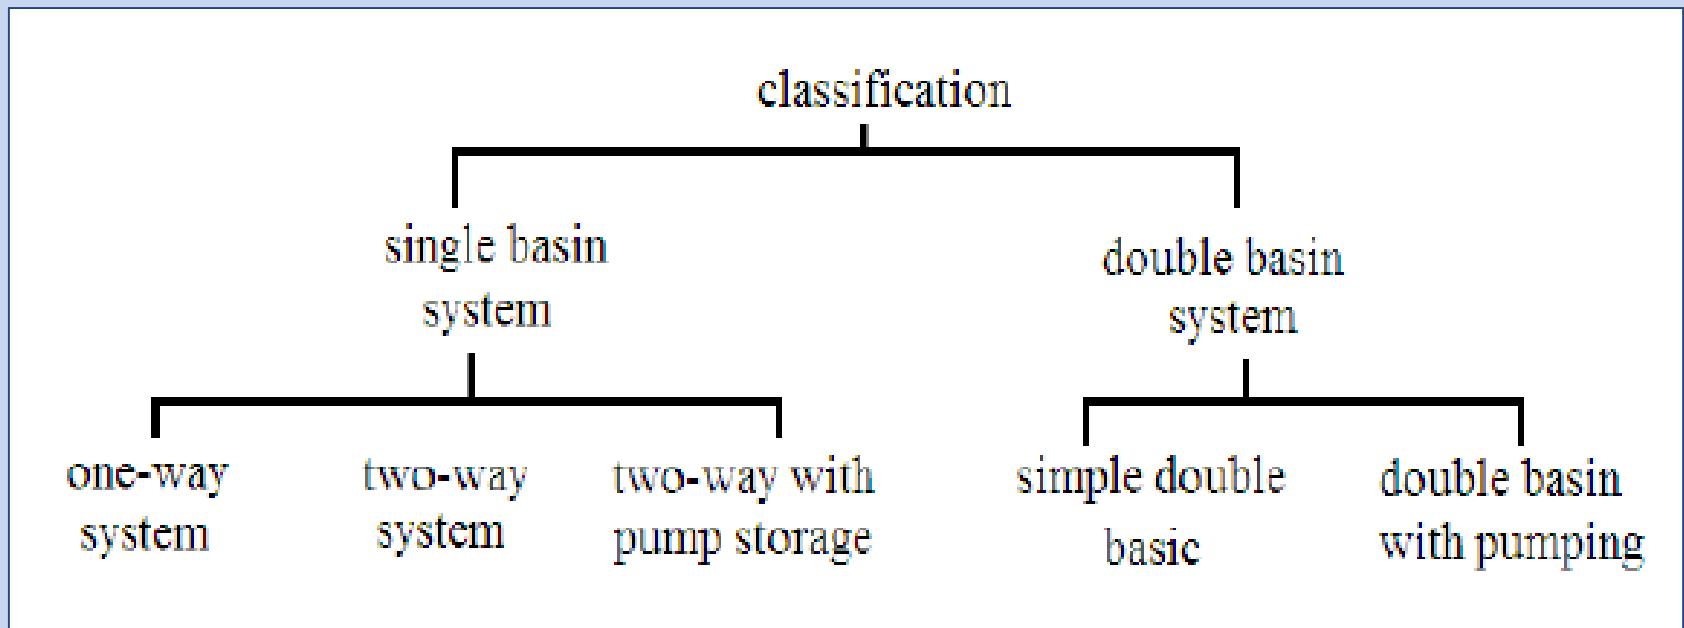 classification
single basin
system
double basin
system
one-way
system
two-way
system
two-way with
pump storage
simple double
basic
double basin
with pumping